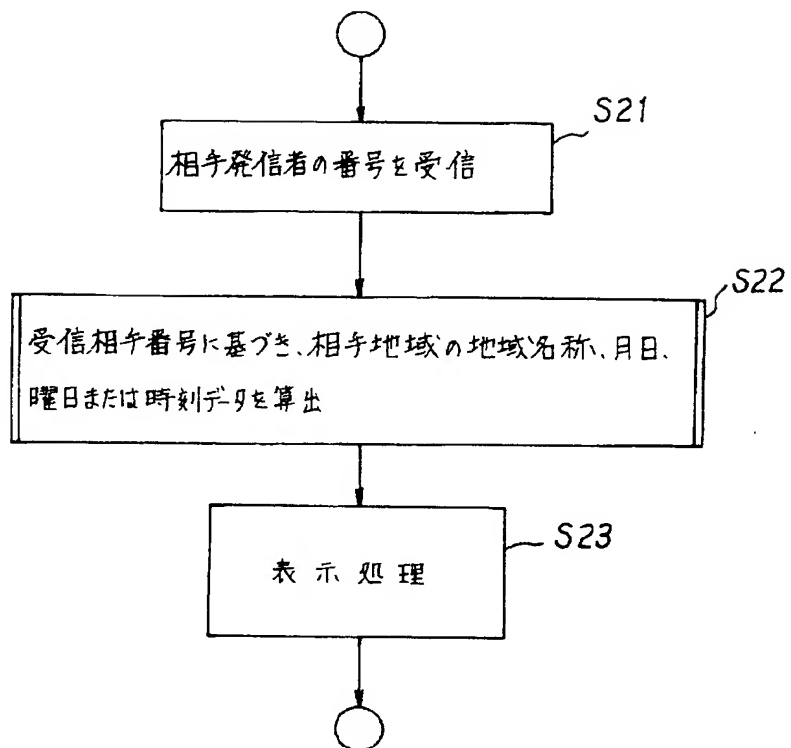 S21
相手発信者の番号を受信
S22
受信相手番号に基づき、相手地域の地域名称、月日、
曜日または時刻データを算出
S23
表示処理